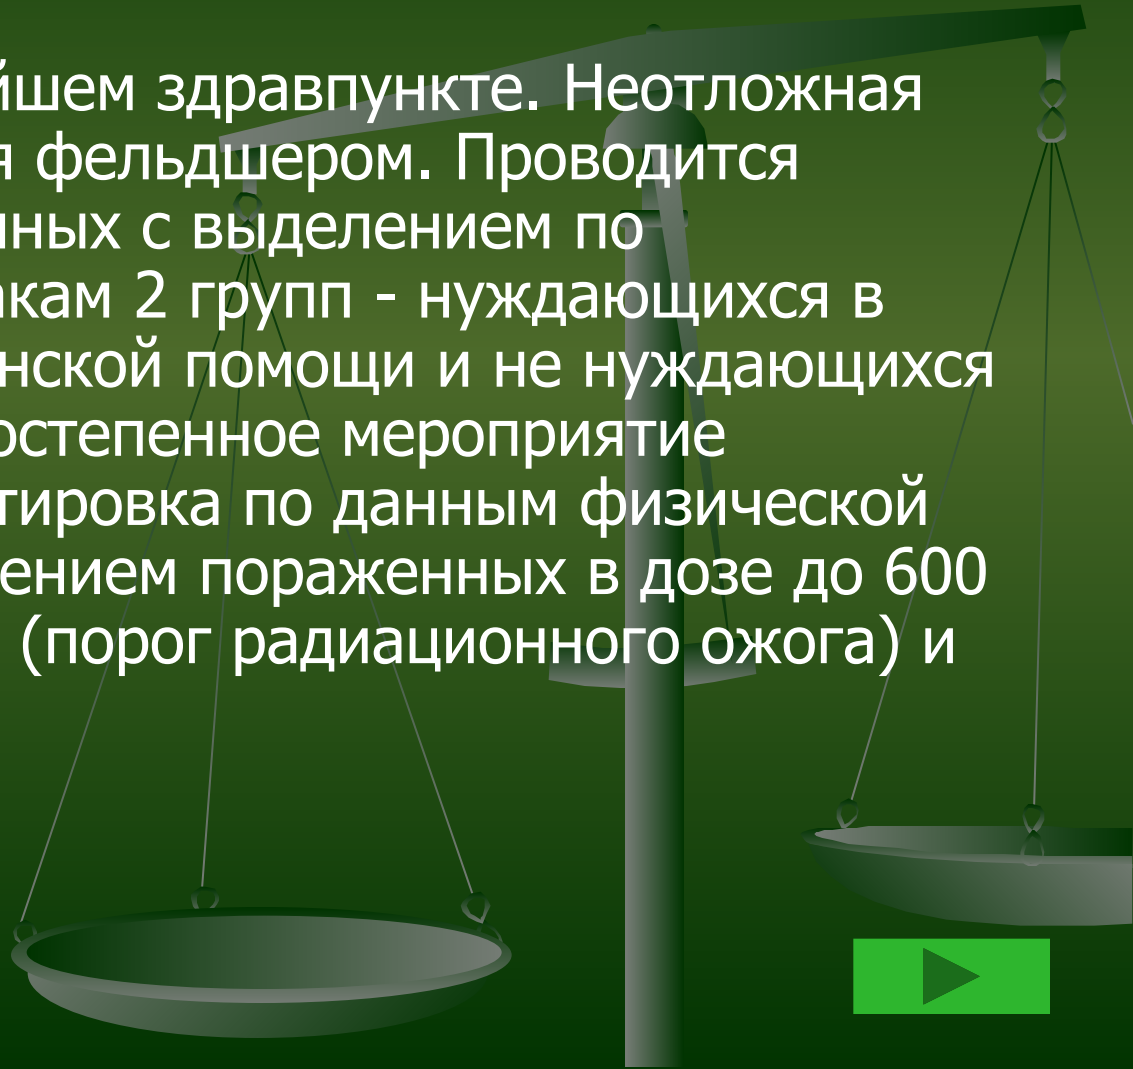 йшем здравпункте. Неотложная
я фельдшером. Проводится
нных с выделением по
акам 2 групп - нуждающихся в
нской помощи и не нуждающихся
остепенное мероприятие
тировка по данным физической
ением пораженных в дозе до 600
(порог радиационного ожога) и